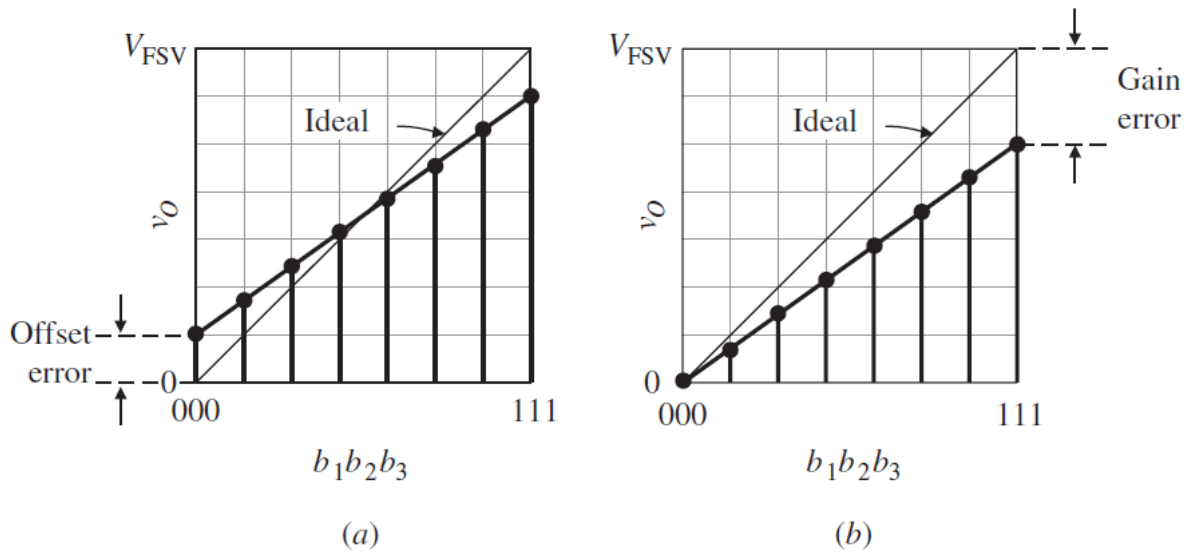 V_FSV
Ideal
v_O
Offset
error
0
000
111
b_1b_2b_3
(a)
V_FSV
Ideal
Gain
error
v_O
0
000
111
b_1b_2b_3
(b)